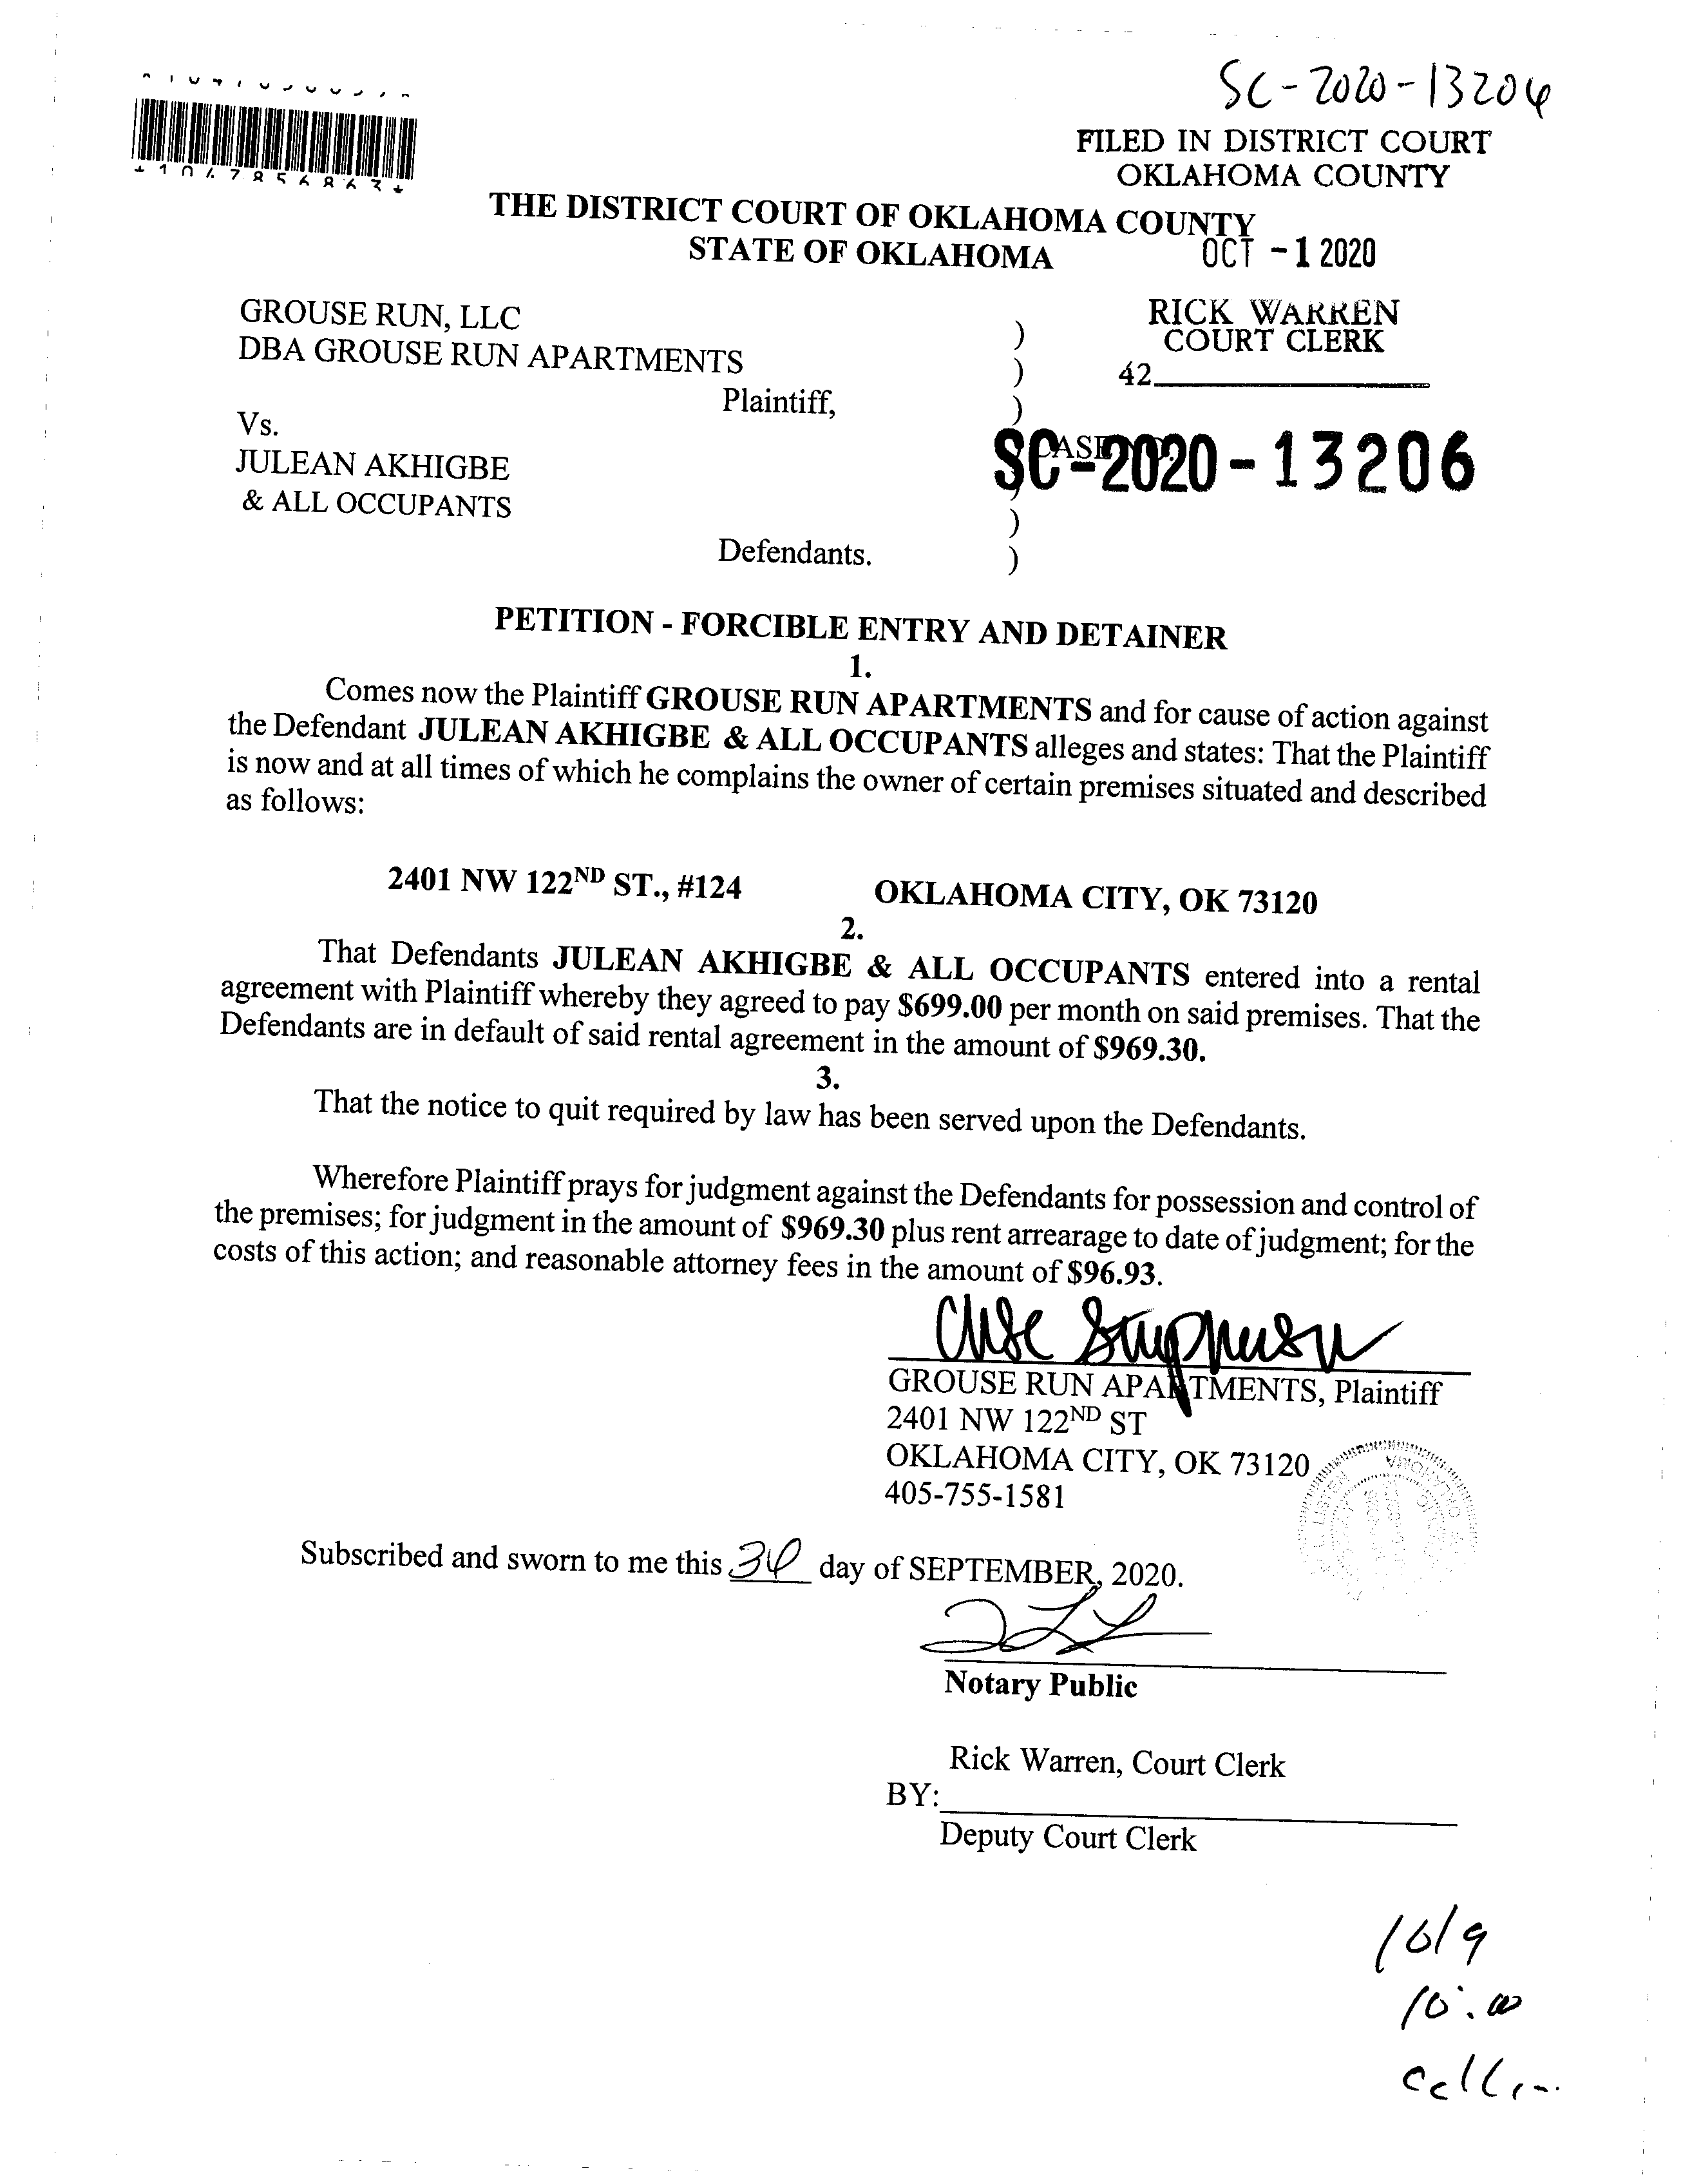 SC-2020-13206
FILED IN DISTRICT COURT
OKLAHOMA COUNTY
*1047856863*
THE DISTRICT COURT OF OKLAHOMA COUNTY
STATE OF OKLAHOMA
OCT -1 2020
GROUSE RUN, LLC
DBA GROUSE RUN APARTMENTS
Plaintiff,
Vs.
JULEAN AKHIGBE
& ALL OCCUPANTS
Defendants.
)
)
)
)
)
)
RICK WARREN
COURT CLERK
42
SC-2020-13206
PETITION - FORCIBLE ENTRY AND DETAINER
1.
Comes now the Plaintiff GROUSE RUN APARTMENTS and for cause of action against
the Defendant JULEAN AKHIGBE & ALL OCCUPANTS alleges and states: That the Plaintiff
is now and at all times of which he complains the owner of certain premises situated and described
as follows:
2401 NW 122ND ST., #124 OKLAHOMA CITY, OK 73120
2.
That Defendants JULEAN AKHIGBE & ALL OCCUPANTS entered into a rental
agreement with Plaintiff whereby they agreed to pay $699.00 per month on said premises. That the
Defendants are in default of said rental agreement in the amount of $969.30.
3.
That the notice to quit required by law has been served upon the Defendants.
Wherefore Plaintiff prays for judgment against the Defendants for possession and control of
the premises; for judgment in the amount of $969.30 plus rent arrearage to date of judgment; for the
costs of this action; and reasonable attorney fees in the amount of $96.93.
GROUSE RUN APARTMENTS, Plaintiff
2401 NW 122ND ST
OKLAHOMA CITY, OK 73120
405-755-1581
Subscribed and sworn to me this 30 day of SEPTEMBER, 2020.
Notary Public
Rick Warren, Court Clerk
BY:
Deputy Court Clerk
10/9
10:00